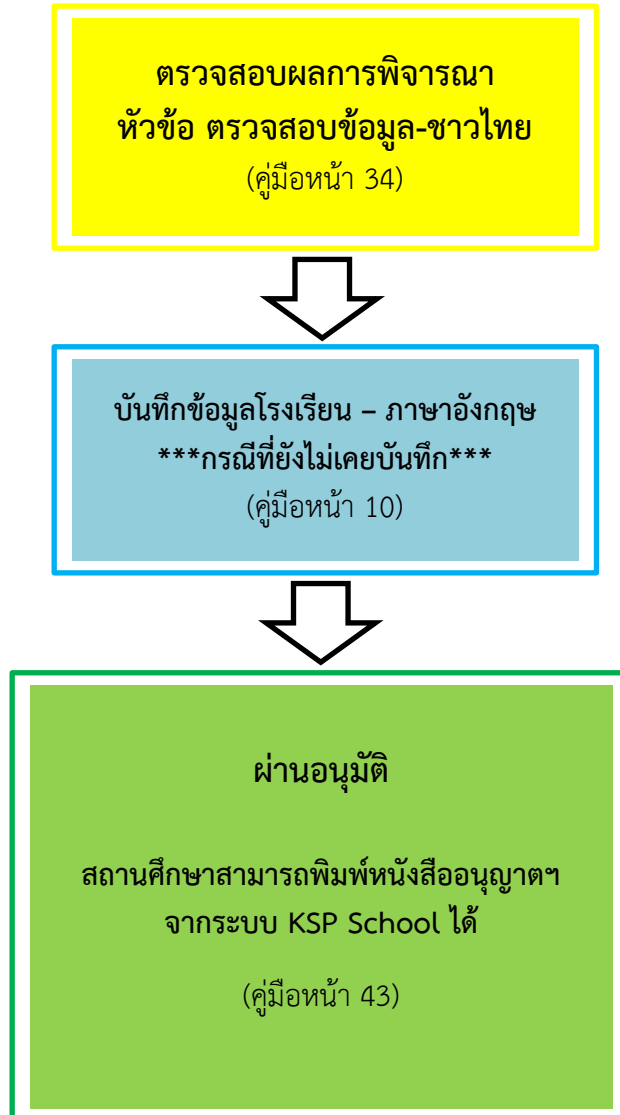 ตรวจสอบผลการพิจารณา
หัวข้อ ตรวจสอบข้อมูล-ชาวไทย
(คู่มือหน้า 34)
บันทึกข้อมูลโรงเรียน – ภาษาอังกฤษ
***กรณีที่ยังไม่เคยบันทึก***
(คู่มือหน้า 10)
ผ่านอนุมัติ
สถานศึกษาสามารถพิมพ์หนังสืออนุญาตฯ
จากระบบ KSP School ได้
(คู่มือหน้า 43)